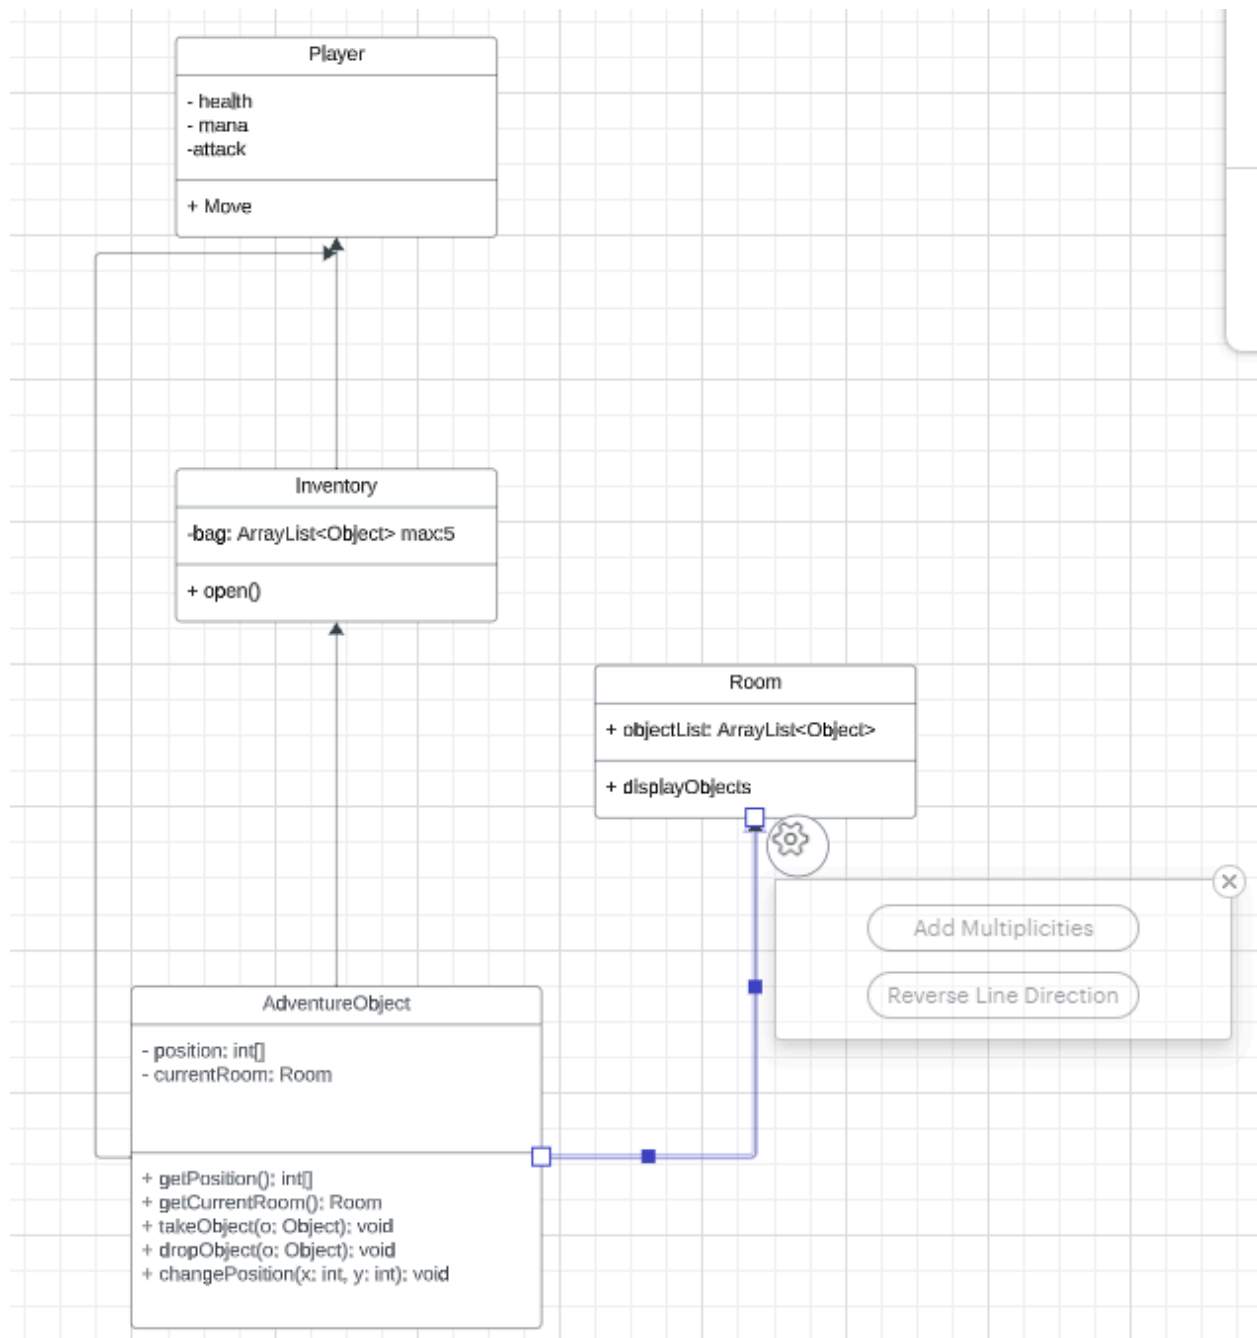 Player
- health
- mana
-attack
+ Move
Inventory
-bag: ArrayList<Object> max:5
+ open()
Room
+ objectList: ArrayList<Object>
+ displayObjects
Add Multiplicities
Reverse Line Direction
AdventureObject
- position: int[]
- currentRoom: Room
+ getPosition(): int[]
+ getCurrentRoom(): Room
+ takeObject(o: Object): void
+ dropObject(o: Object): void
+ changePosition(x: int, y: int): void